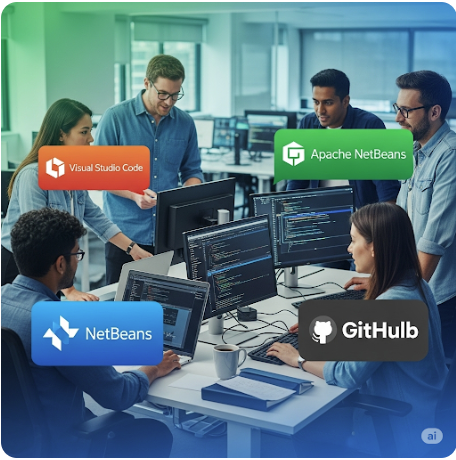 Visual Studio Code
Apache NetBeans
NetBeans
GitHulb
ai